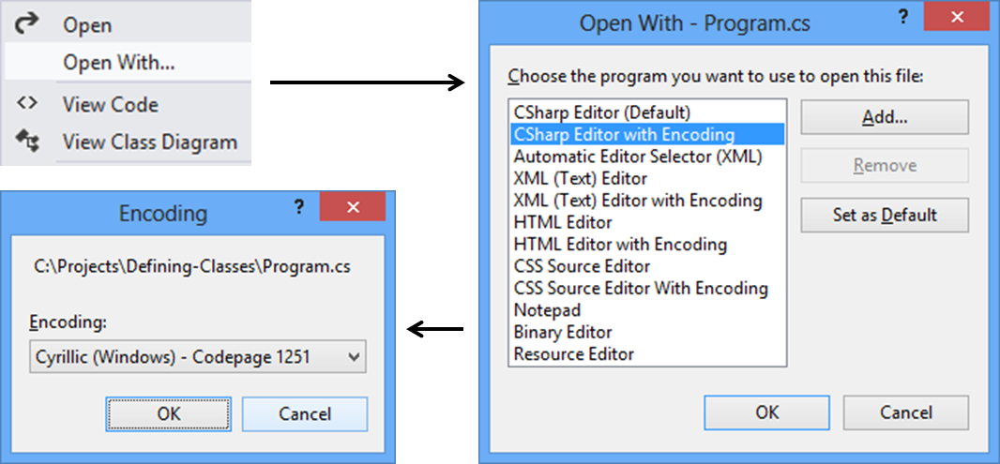 Open
Open With...
View Code
View Class Diagram
Open With - Program.cs
?
Choose the program you want to use to open this file:
CSharp Editor (Default)
CSharp Editor with Encoding
Automatic Editor Selector (XML)
XML (Text) Editor
XML (Text) Editor with Encoding
HTML Editor
HTML Editor with Encoding
CSS Source Editor
CSS Source Editor With Encoding
Notepad
Binary Editor
Resource Editor
Add...
Remove
Set as Default
OK
Cancel
Encoding
?
C:\Projects\Defining-Classes\Program.cs
Encoding:
Cyrillic (Windows) - Codepage 1251
OK
Cancel